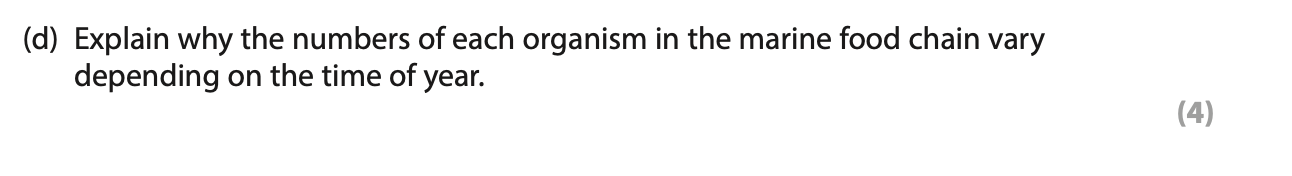 (d) Explain why the numbers of each organism in the marine food chain vary
depending on the time of year.
(4)